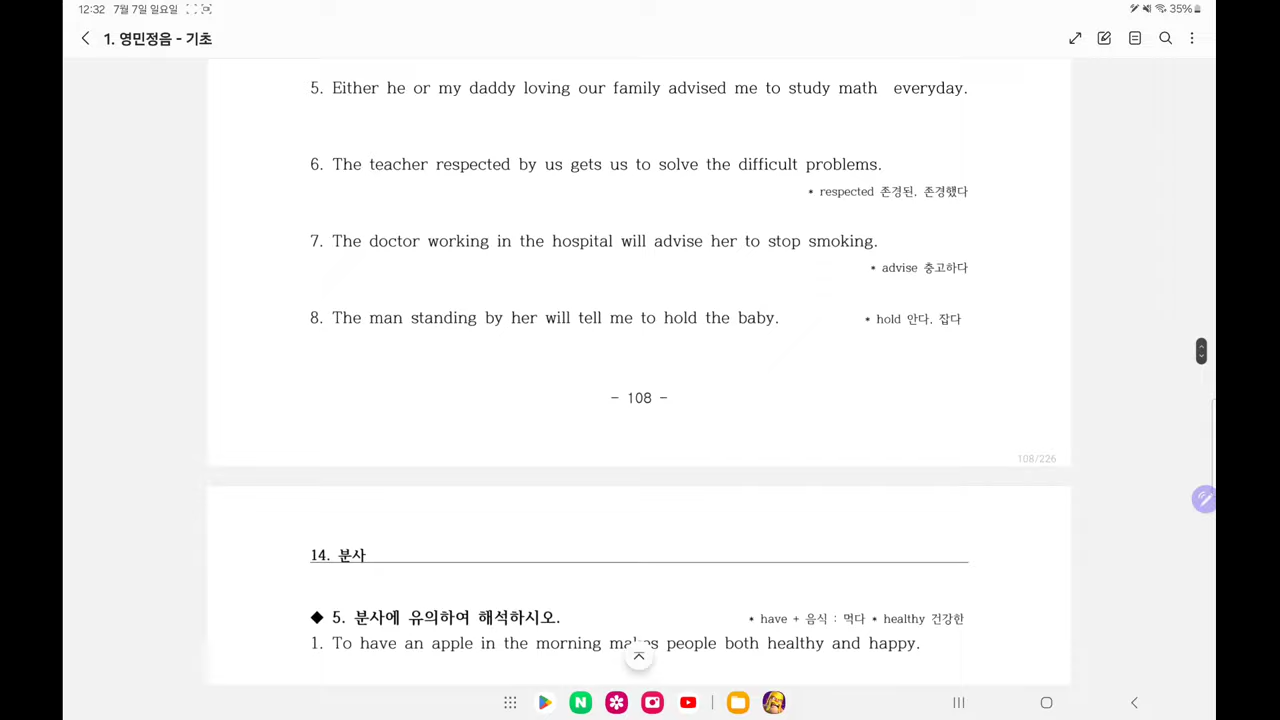 12:32 7월 7일 일요일
35%
1. 영민정음 - 기초
5. Either he or my daddy loving our family advised me to study math everyday.
6. The teacher respected by us gets us to solve the difficult problems.
* respected 존경된, 존경했다
7. The doctor working in the hospital will advise her to stop smoking.
* advise 충고하다
8. The man standing by her will tell me to hold the baby. * hold 안다, 잡다
- 108 -
108/226
14. 분사
◆ 5. 분사에 유의하여 해석하시오. * have + 음식 : 먹다 * healthy 건강한
1. To have an apple in the morning makes people both healthy and happy.